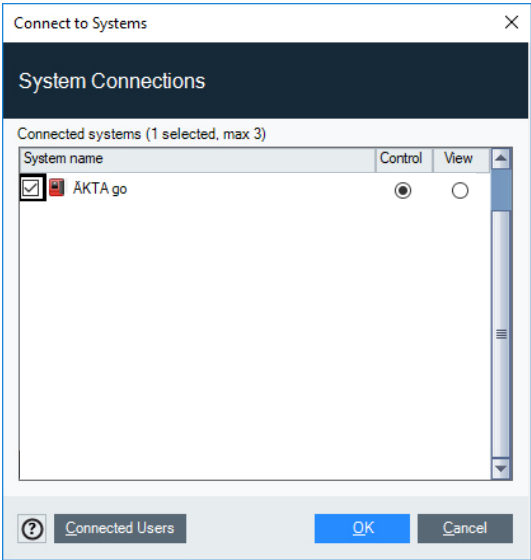 Connect to Systems
System Connections
Connected systems (1 selected, max 3)
System name Control View
ÄKTA go
? Connected Users OK Cancel